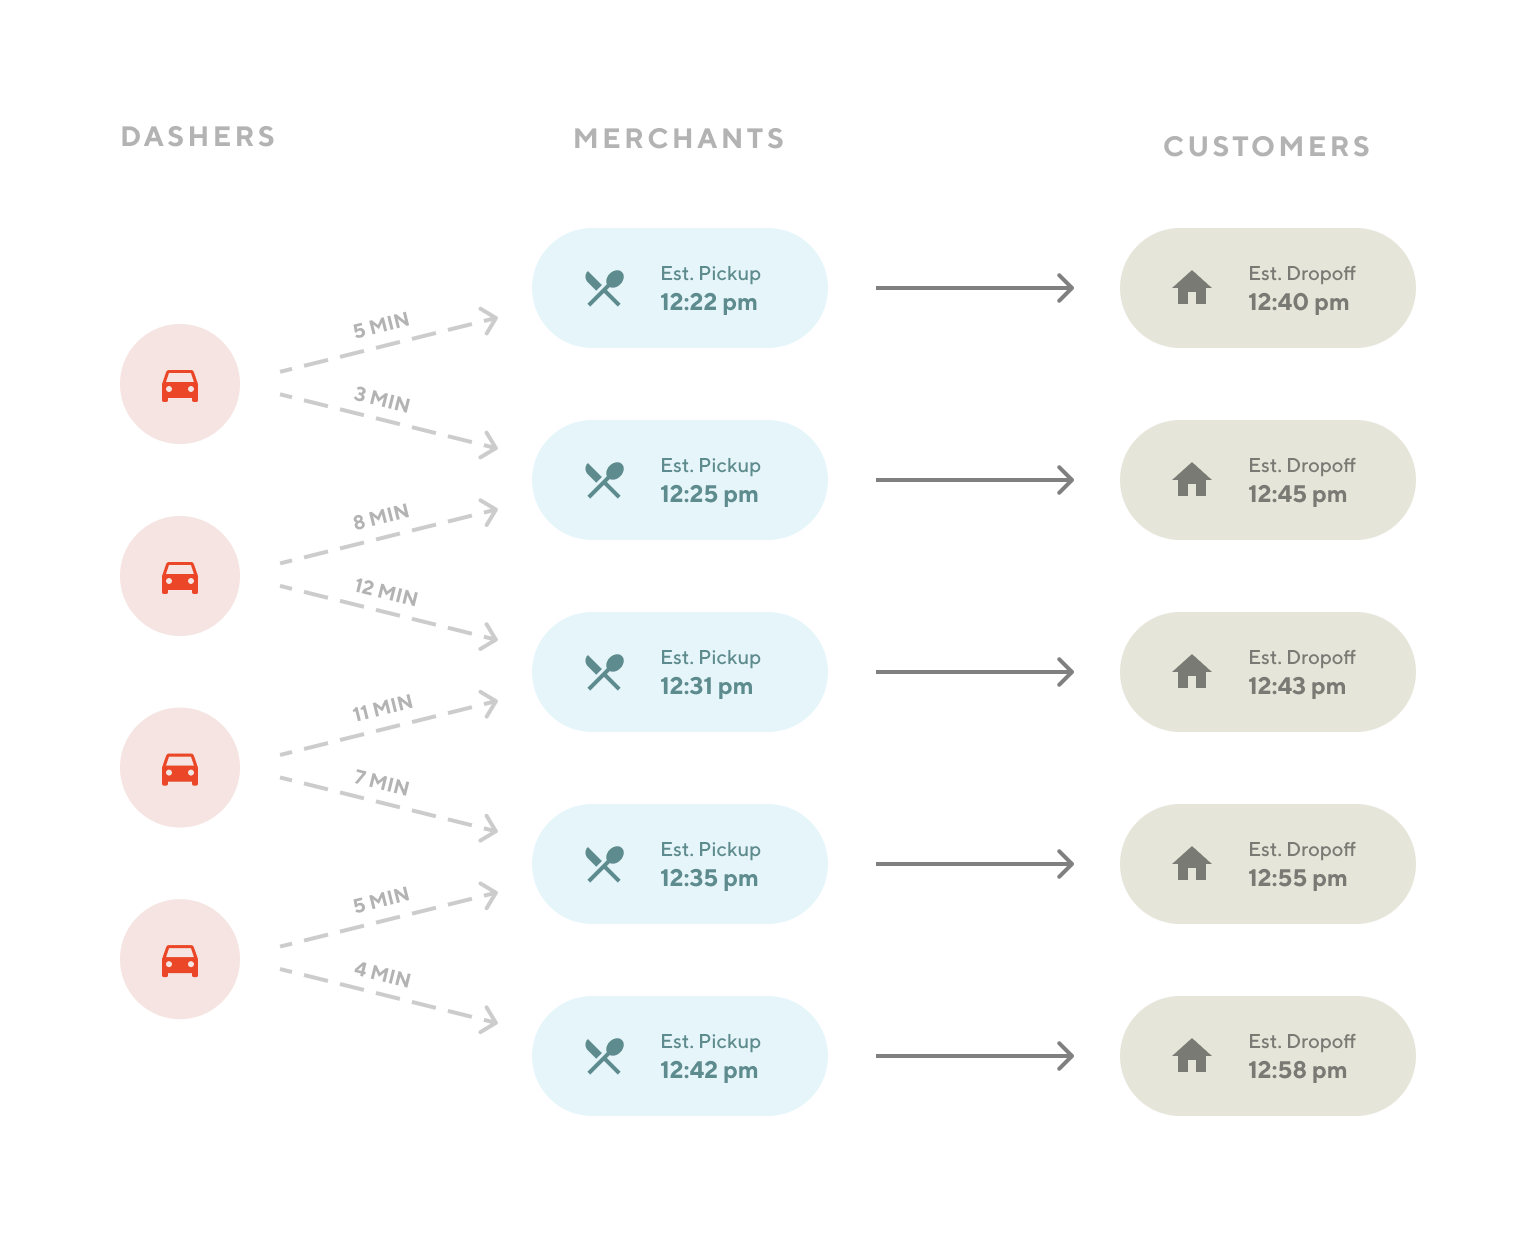 DASHERS
MERCHANTS
CUSTOMERS
5 MIN
3 MIN
8 MIN
12 MIN
11 MIN
7 MIN
5 MIN
4 MIN
Est. Pickup
12:22 pm
Est. Pickup
12:25 pm
Est. Pickup
12:31 pm
Est. Pickup
12:35 pm
Est. Pickup
12:42 pm
Est. Dropoff
12:40 pm
Est. Dropoff
12:45 pm
Est. Dropoff
12:43 pm
Est. Dropoff
12:55 pm
Est. Dropoff
12:58 pm